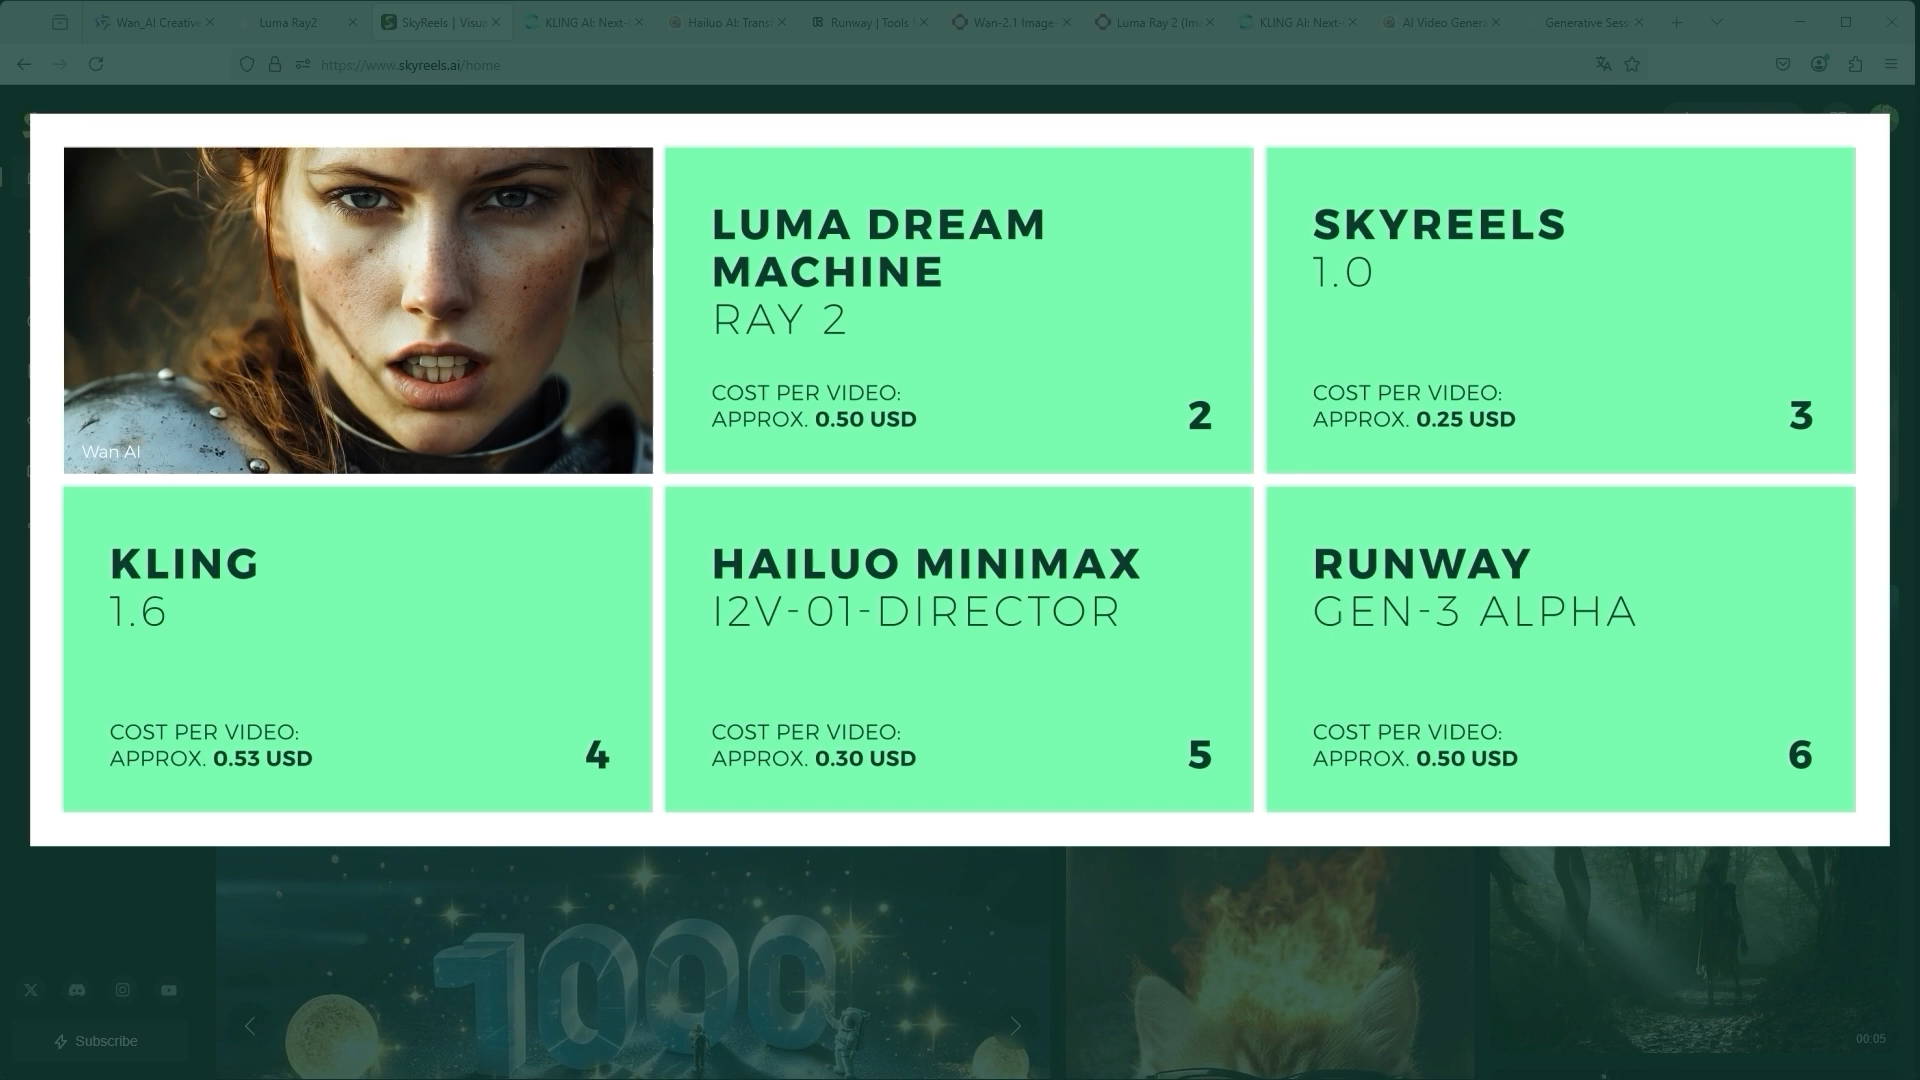 Wan_AI Creative
Luma Ray2
SkyReels | Visua
KLING AI: Next-
Hailuo AI: Transf
Runway | Tools
Wan-2.1 Image-
Luma Ray 2 (Im
KLING AI: Next-
AI Video Genera
Generative Sess
https://www.skyreels.ai/home
Wan AI
LUMA DREAM
MACHINE
RAY 2
COST PER VIDEO:
APPROX. 0.50 USD
2
SKYREELS
1.0
COST PER VIDEO:
APPROX. 0.25 USD
3
KLING
1.6
COST PER VIDEO:
APPROX. 0.53 USD
4
HAILUO MINIMAX
I2V-01-DIRECTOR
COST PER VIDEO:
APPROX. 0.30 USD
5
RUNWAY
GEN-3 ALPHA
COST PER VIDEO:
APPROX. 0.50 USD
6
1000
Subscribe
00:05